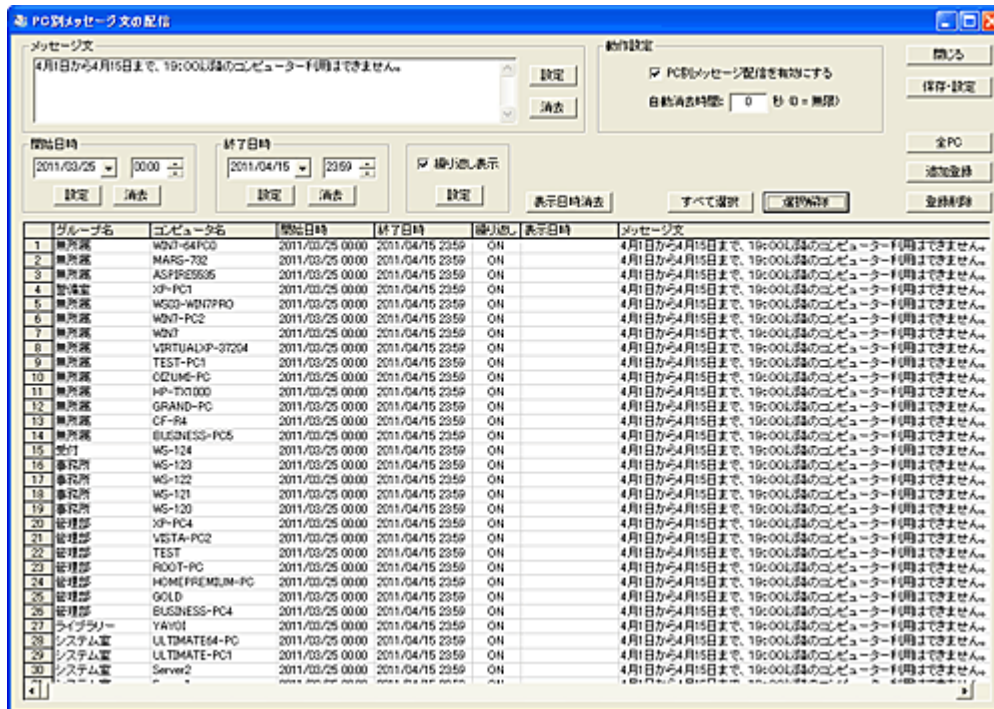 PC別メッセージ文の配信
メッセージ文
4月1日から4月15日まで、19:00以降のコンピューター利用はできません。
設定
消去
動作設定
PC別メッセージ配信を有効にする
自動消去時間: 0 秒 (0 = 無限)
閉じる
保存・設定
開始日時
2011/03/25 00:00
設定 消去
終了日時
2011/04/15 23:59
設定 消去
繰り返し表示
設定
表示日時消去
すべて選択
選択解除
全PC
追加登録
登録削除
グループ名 コンピュータ名 開始日時 終了日時 繰り返し 表示日時 メッセージ文
1 無所属 WIN7-64PC0 2011/03/25 00:00 2011/04/15 23:59 ON 4月1日から4月15日まで、19:00以降のコンピューター利用はできません。
2 無所属 MARS-732 2011/03/25 00:00 2011/04/15 23:59 ON 4月1日から4月15日まで、19:00以降のコンピューター利用はできません。
3 無所属 ASPIRE5535 2011/03/25 00:00 2011/04/15 23:59 ON 4月1日から4月15日まで、19:00以降のコンピューター利用はできません。
4 警備室 XP-PC1 2011/03/25 00:00 2011/04/15 23:59 ON 4月1日から4月15日まで、19:00以降のコンピューター利用はできません。
5 無所属 WS03-WIN7PRO 2011/03/25 00:00 2011/04/15 23:59 ON 4月1日から4月15日まで、19:00以降のコンピューター利用はできません。
6 無所属 WIN7-PC2 2011/03/25 00:00 2011/04/15 23:59 ON 4月1日から4月15日まで、19:00以降のコンピューター利用はできません。
7 無所属 WIN7 2011/03/25 00:00 2011/04/15 23:59 ON 4月1日から4月15日まで、19:00以降のコンピューター利用はできません。
8 無所属 VIRTUALXP-37204 2011/03/25 00:00 2011/04/15 23:59 ON 4月1日から4月15日まで、19:00以降のコンピューター利用はできません。
9 無所属 TEST-PC1 2011/03/25 00:00 2011/04/15 23:59 ON 4月1日から4月15日まで、19:00以降のコンピューター利用はできません。
10 無所属 OIZUMI-PC 2011/03/25 00:00 2011/04/15 23:59 ON 4月1日から4月15日まで、19:00以降のコンピューター利用はできません。
11 無所属 HP-TX1000 2011/03/25 00:00 2011/04/15 23:59 ON 4月1日から4月15日まで、19:00以降のコンピューター利用はできません。
12 無所属 GRAND-PC 2011/03/25 00:00 2011/04/15 23:59 ON 4月1日から4月15日まで、19:00以降のコンピューター利用はできません。
13 無所属 CF-R4 2011/03/25 00:00 2011/04/15 23:59 ON 4月1日から4月15日まで、19:00以降のコンピューター利用はできません。
14 無所属 BUSINESS-PC5 2011/03/25 00:00 2011/04/15 23:59 ON 4月1日から4月15日まで、19:00以降のコンピューター利用はできません。
15 受付 WS-124 2011/03/25 00:00 2011/04/15 23:59 ON 4月1日から4月15日まで、19:00以降のコンピューター利用はできません。
16 事務所 WS-123 2011/03/25 00:00 2011/04/15 23:59 ON 4月1日から4月15日まで、19:00以降のコンピューター利用はできません。
17 事務所 WS-122 2011/03/25 00:00 2011/04/15 23:59 ON 4月1日から4月15日まで、19:00以降のコンピューター利用はできません。
18 事務所 WS-121 2011/03/25 00:00 2011/04/15 23:59 ON 4月1日から4月15日まで、19:00以降のコンピューター利用はできません。
19 事務所 WS-120 2011/03/25 00:00 2011/04/15 23:59 ON 4月1日から4月15日まで、19:00以降のコンピューター利用はできません。
20 管理部 XP-PC4 2011/03/25 00:00 2011/04/15 23:59 ON 4月1日から4月15日まで、19:00以降のコンピューター利用はできません。
21 管理部 VISTA-PC2 2011/03/25 00:00 2011/04/15 23:59 ON 4月1日から4月15日まで、19:00以降のコンピューター利用はできません。
22 管理部 TEST 2011/03/25 00:00 2011/04/15 23:59 ON 4月1日から4月15日まで、19:00以降のコンピューター利用はできません。
23 管理部 ROOT-PC 2011/03/25 00:00 2011/04/15 23:59 ON 4月1日から4月15日まで、19:00以降のコンピューター利用はできません。
24 管理部 HOMEPREMIUM-PC 2011/03/25 00:00 2011/04/15 23:59 ON 4月1日から4月15日まで、19:00以降のコンピューター利用はできません。
25 管理部 GOLD 2011/03/25 00:00 2011/04/15 23:59 ON 4月1日から4月15日まで、19:00以降のコンピューター利用はできません。
26 管理部 BUSINESS-PC4 2011/03/25 00:00 2011/04/15 23:59 ON 4月1日から4月15日まで、19:00以降のコンピューター利用はできません。
27 ライブラリー YAYOI 2011/03/25 00:00 2011/04/15 23:59 ON 4月1日から4月15日まで、19:00以降のコンピューター利用はできません。
28 システム室 ULTIMATE64-PC 2011/03/25 00:00 2011/04/15 23:59 ON 4月1日から4月15日まで、19:00以降のコンピューター利用はできません。
29 システム室 ULTIMATE-PC1 2011/03/25 00:00 2011/04/15 23:59 ON 4月1日から4月15日まで、19:00以降のコンピューター利用はできません。
30 システム室 Server2 2011/03/25 00:00 2011/04/15 23:59 ON 4月1日から4月15日まで、19:00以降のコンピューター利用はできません。